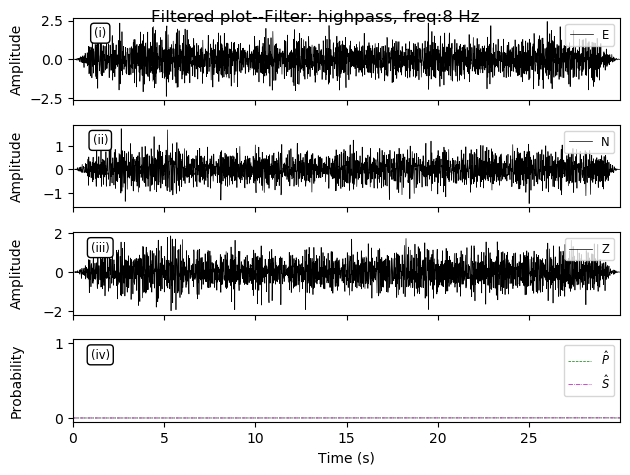 Filtered plot--Filter: highpass, freq:8 Hz
2.5
0.0
−2.5
Amplitude
(i)
E
1
0
−1
Amplitude
(ii)
N
2
0
−2
Amplitude
(iii)
Z
1
0
Probability
(iv)
P̂
Ŝ
0 5 10 15 20 25
Time (s)